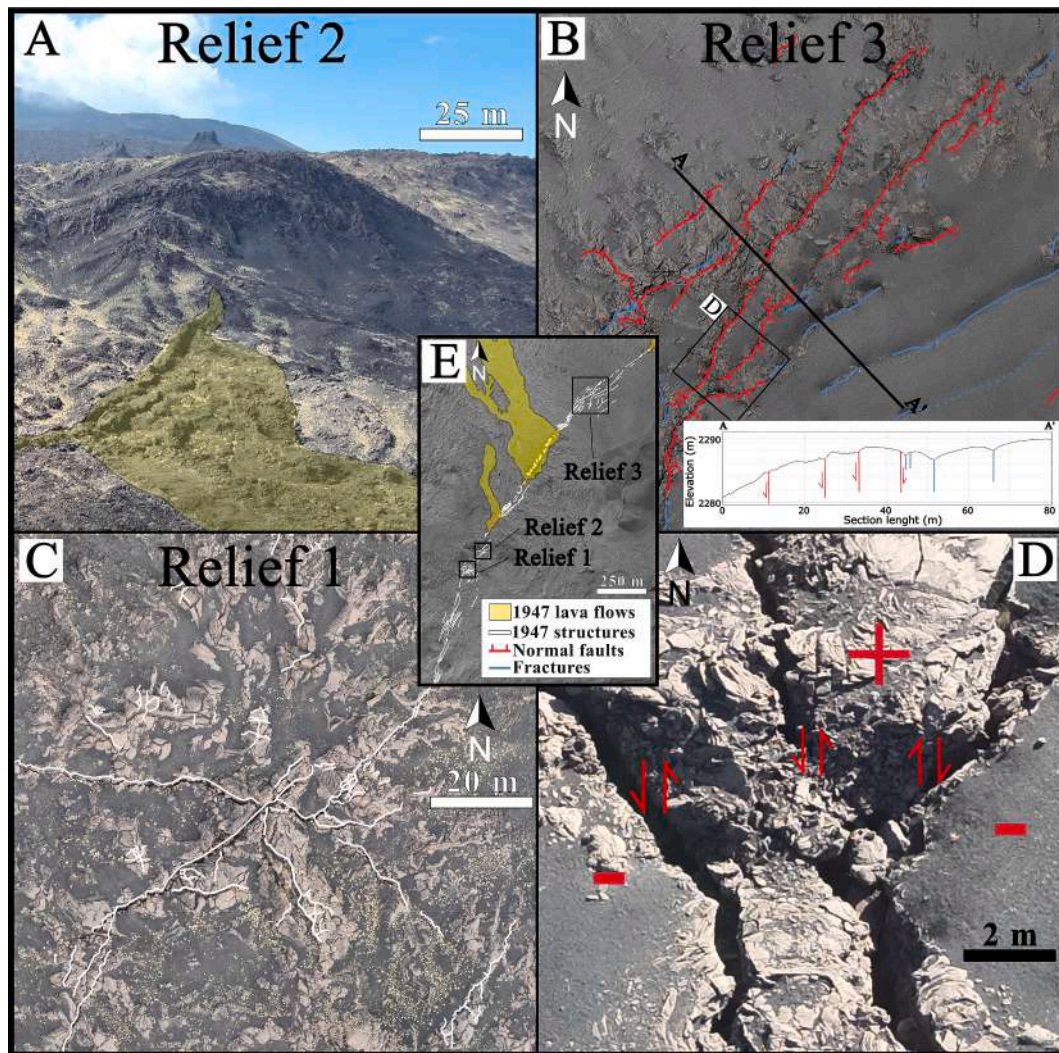 A
Relief 2
25 m
B
Relief 3
N
A
D
A'
A
A'
Elevation (m)
2290
2280
0
20
40
60
80
Section lenght (m)
E
N
Relief 3
Relief 2
Relief 1
250 m
1947 lava flows
1947 structures
Normal faults
Fractures
C
Relief 1
N
20 m
N
D
2 m